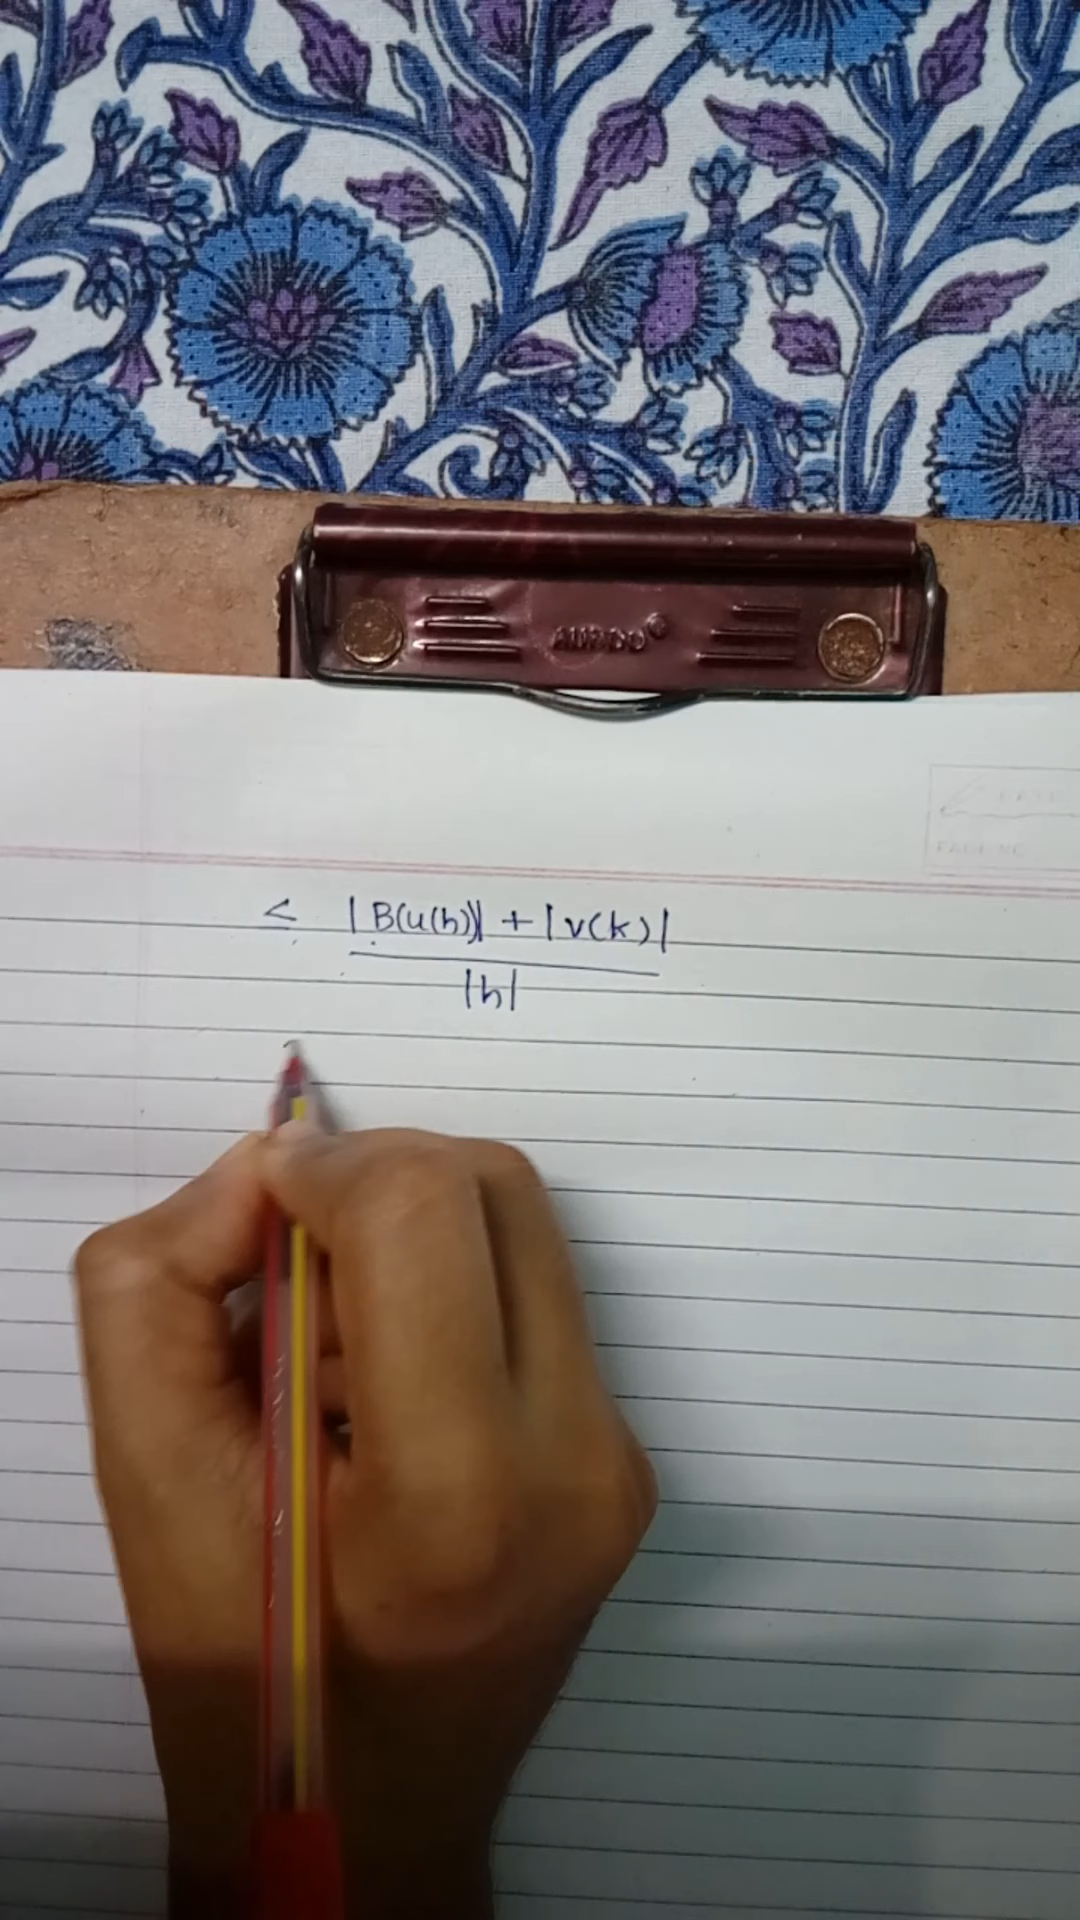 ≤ |B(u(h))| + |v(k)|
|h|